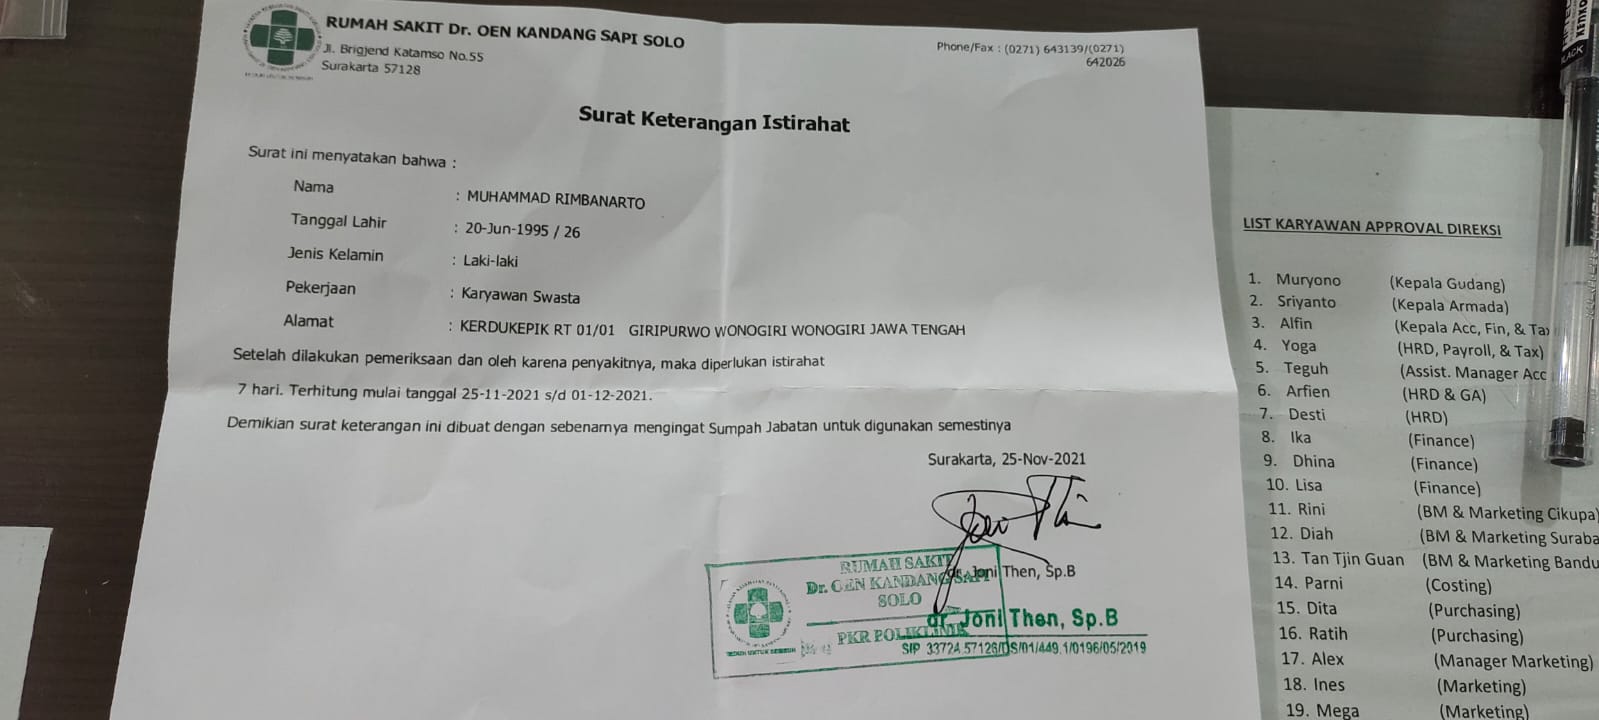 RUMAH SAKIT Dr. OEN KANDANG SAPI SOLO
Jl. Brigjend Katamso No.55
Surakarta 57128
Phone/Fax : (0271) 643139/(0271)
642026
Surat Keterangan Istirahat
Surat ini menyatakan bahwa :
Nama : MUHAMMAD RIMBANARTO
Tanggal Lahir : 20-Jun-1995 / 26
Jenis Kelamin : Laki-laki
Pekerjaan : Karyawan Swasta
Alamat : KERDUKEPIK RT 01/01 GIRIPURWO WONOGIRI WONOGIRI JAWA TENGAH
Setelah dilakukan pemeriksaan dan oleh karena penyakitnya, maka diperlukan istirahat
7 hari. Terhitung mulai tanggal 25-11-2021 s/d 01-12-2021.
Demikian surat keterangan ini dibuat dengan sebenarnya mengingat Sumpah Jabatan untuk digunakan semestinya
Surakarta, 25-Nov-2021
Joni Then, Sp.B
RUMAH SAKIT
Dr. OEN KANDANG SAPI
SOLO
PKR POLIKLINIK
dr. Joni Then, Sp.B
SIP 33724.57126/DS/01/449.1/0196/05/2019
LIST KARYAWAN APPROVAL DIREKSI
1. Muryono (Kepala Gudang)
2. Sriyanto (Kepala Armada)
3. Alfin (Kepala Acc, Fin, & Tax
4. Yoga (HRD, Payroll, & Tax)
5. Teguh (Assist. Manager Acc
6. Arfien (HRD & GA)
7. Desti (HRD)
8. Ika (Finance)
9. Dhina (Finance)
10. Lisa (Finance)
11. Rini (BM & Marketing Cikupa)
12. Diah (BM & Marketing Suraba
13. Tan Tjin Guan (BM & Marketing Bandu
14. Parni (Costing)
15. Dita (Purchasing)
16. Ratih (Purchasing)
17. Alex (Manager Marketing)
18. Ines (Marketing)
19. Mega (Marketing)
BLACK